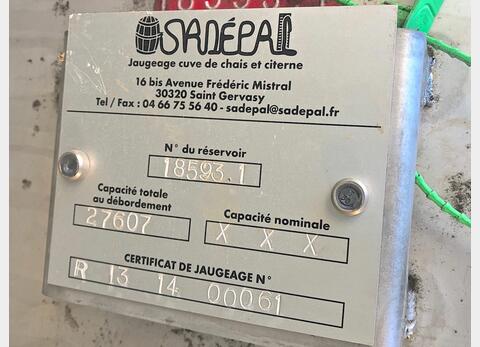 SADÉPAL
Jaugeage cuve de chais et citerne
16 bis Avenue Frédéric Mistral
30320 Saint Gervasy
Tel / Fax : 04 66 75 56 40 - sadepal@sadepal.fr
N° du réservoir
18593.1
Capacité totale
au débordement
27607
Capacité nominale
X X X
CERTIFICAT DE JAUGEAGE N°
R 13 14 00061